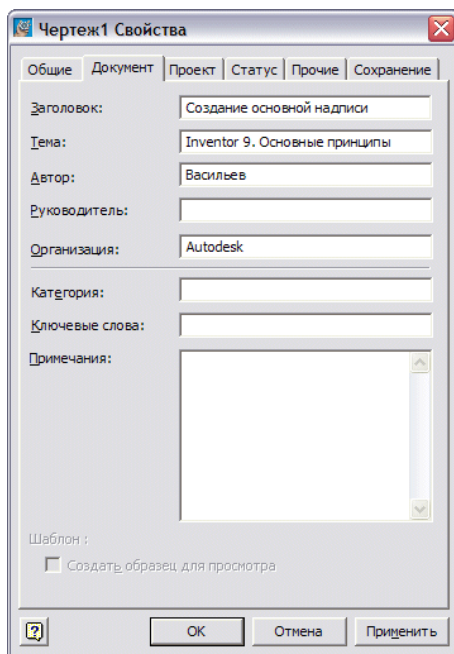 Чертеж1 Свойства
Общие Документ Проект Статус Прочие Сохранение
Заголовок: Создание основной надписи
Тема: Inventor 9. Основные принципы
Автор: Васильев
Руководитель:
Организация: Autodesk
Категория:
Ключевые слова:
Примечания:
Шаблон :
Создать образец для просмотра
? ОК Отмена Применить